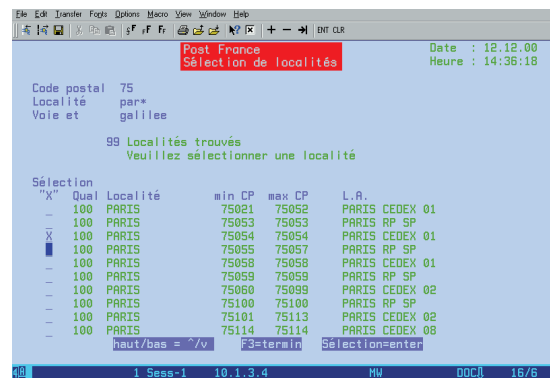 File Edit Transfer Fonts Options Macro View Window Help
ENT CLR
Post France Date : 12.12.00
Sélection de localités Heure : 14:36:18
Code postal 75
Localité par*
Voie et galilee
99 Localités trouvés
Veuillez sélectionner une localité
Sélection
"X" Qual Localité min CP max CP L.A.
_ 100 PARIS 75021 75052 PARIS CEDEX 01
_ 100 PARIS 75053 75053 PARIS RP SP
X 100 PARIS 75054 75054 PARIS CEDEX 01
100 PARIS 75055 75057 PARIS RP SP
_ 100 PARIS 75058 75058 PARIS CEDEX 01
_ 100 PARIS 75059 75059 PARIS RP SP
_ 100 PARIS 75060 75099 PARIS CEDEX 02
_ 100 PARIS 75100 75100 PARIS RP SP
_ 100 PARIS 75101 75113 PARIS CEDEX 02
_ 100 PARIS 75114 75114 PARIS CEDEX 08
haut/bas = ^/v F3=termin Sélection=enter
4A 1 Sess-1 10.1.3.4 MW DOC 16/6